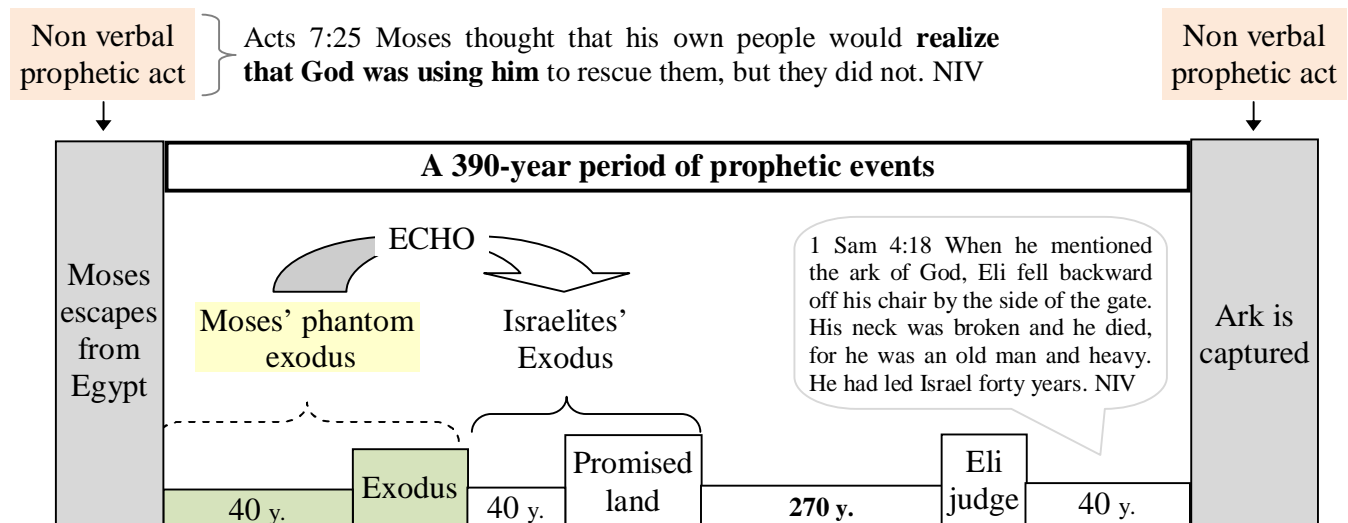 Non verbal
prophetic act
Acts 7:25 Moses thought that his own people would realize
that God was using him to rescue them, but they did not. NIV
Non verbal
prophetic act
A 390-year period of prophetic events
Moses
escapes
from
Egypt
ECHO
Moses’ phantom
exodus
Israelites’
Exodus
1 Sam 4:18 When he mentioned
the ark of God, Eli fell backward
off his chair by the side of the gate.
His neck was broken and he died,
for he was an old man and heavy.
He had led Israel forty years. NIV
Ark is
captured
40 y.
Exodus
40 y.
Promised
land
270 y.
Eli
judge
40 y.